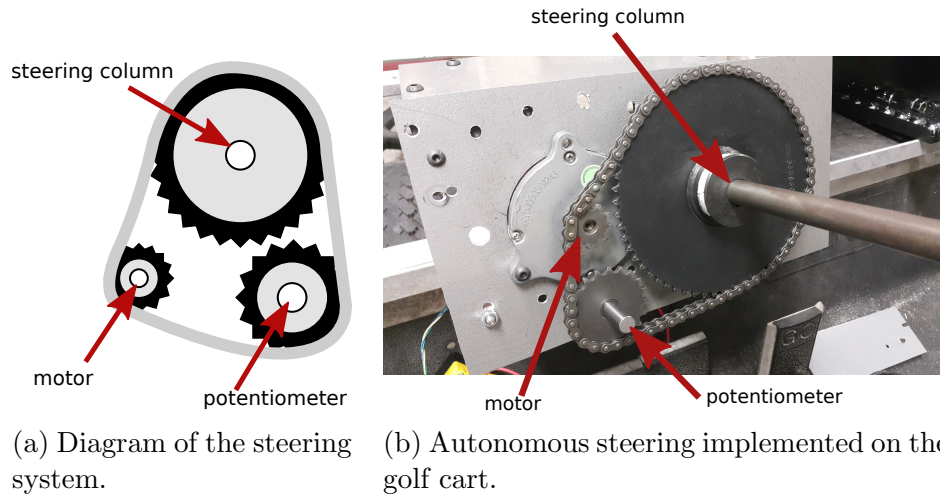 steering column
steering column
motor
potentiometer
motor
potentiometer
(a) Diagram of the steering
system.
(b) Autonomous steering implemented on the
golf cart.